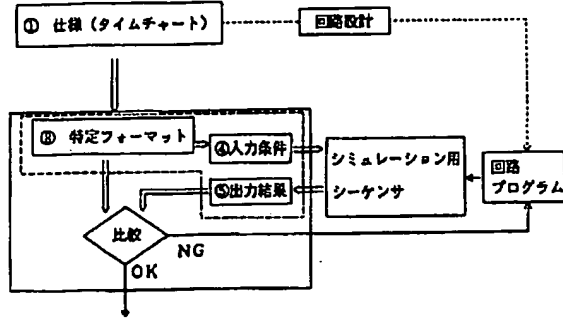 ① 仕様(タイムチャート)
回路設計
③ 特定フォーマット
④入力条件
シミュレーション用
シーケンサ
回路
プログラム
⑤出力結果
比較
NG
OK